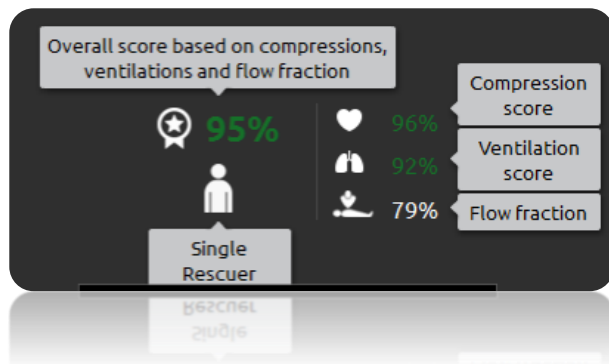 Overall score based on compressions,
ventilations and flow fraction
95%
Single
Rescuer
96%
92%
79%
Compression
score
Ventilation
score
Flow fraction